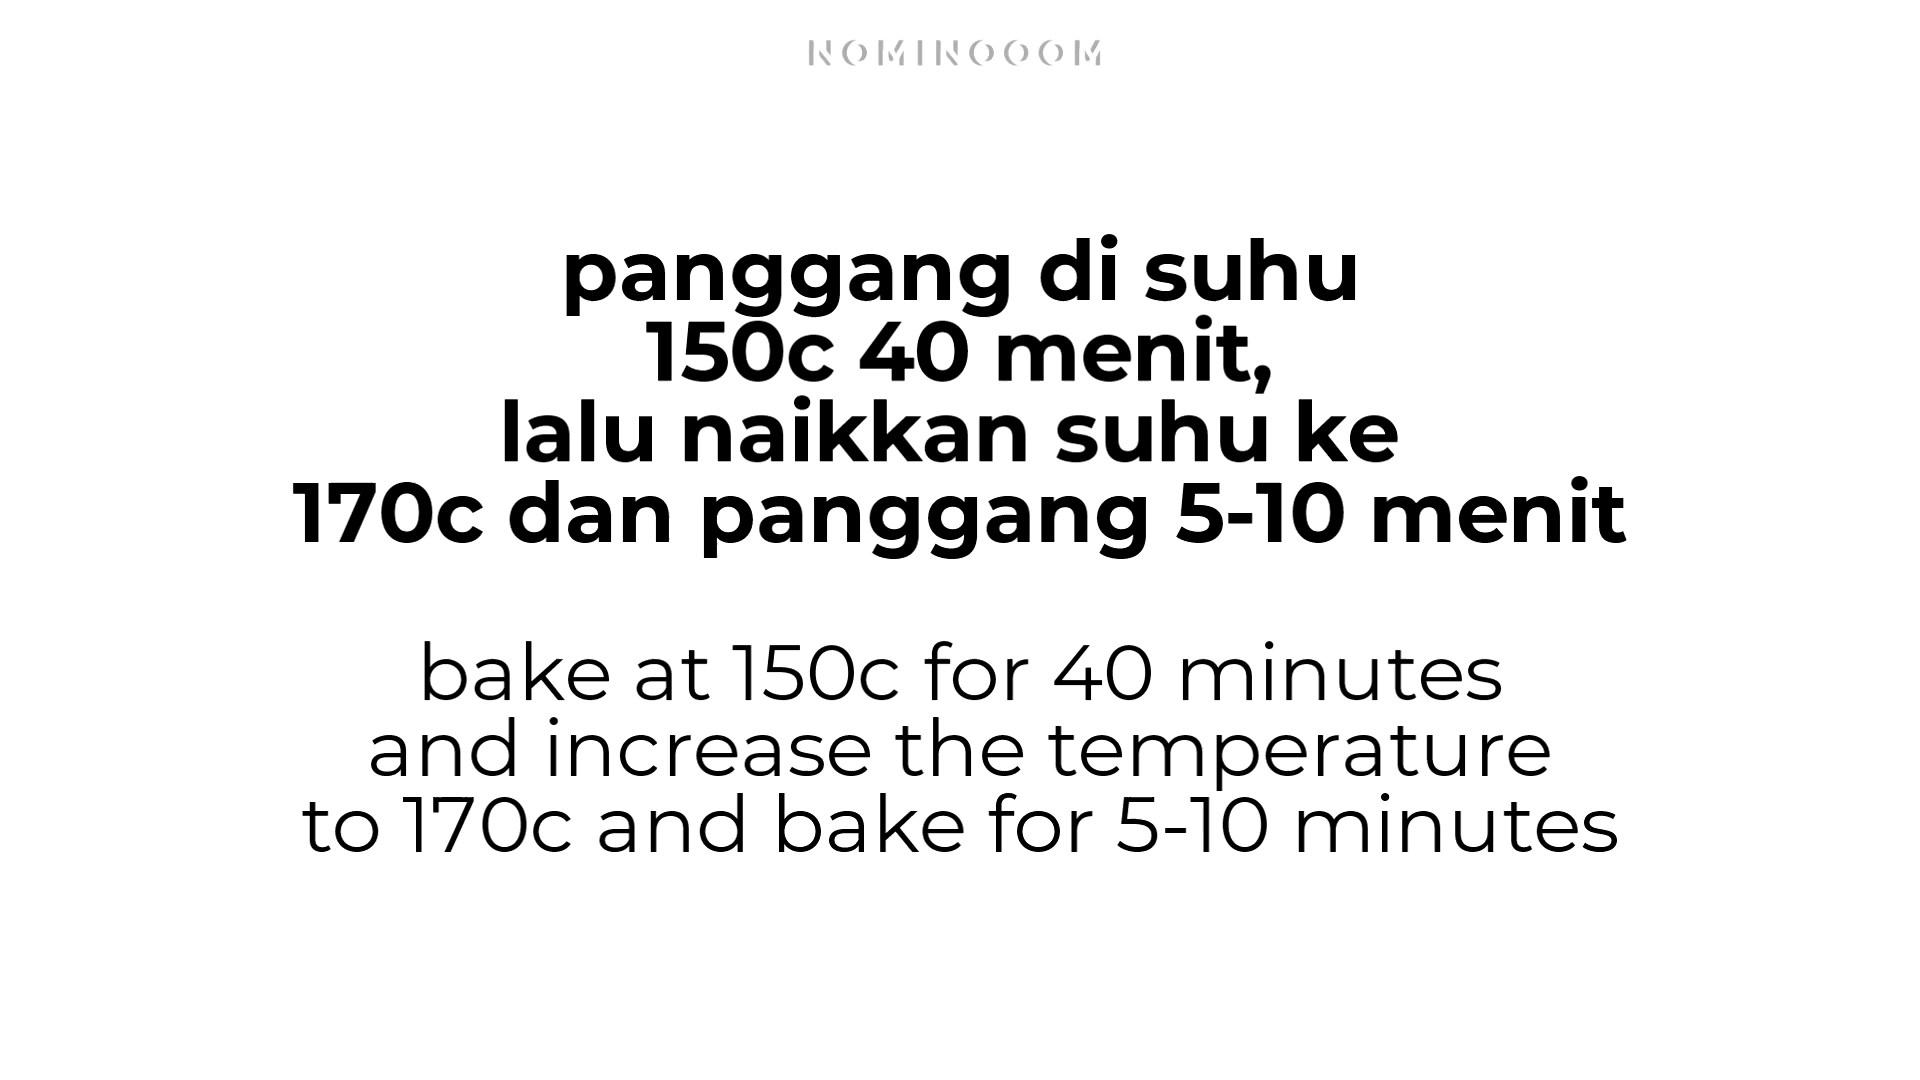 NOMINOOOM
panggang di suhu
150c 40 menit,
lalu naikkan suhu ke
170c dan panggang 5-10 menit
bake at 150c for 40 minutes
and increase the temperature
to 170c and bake for 5-10 minutes